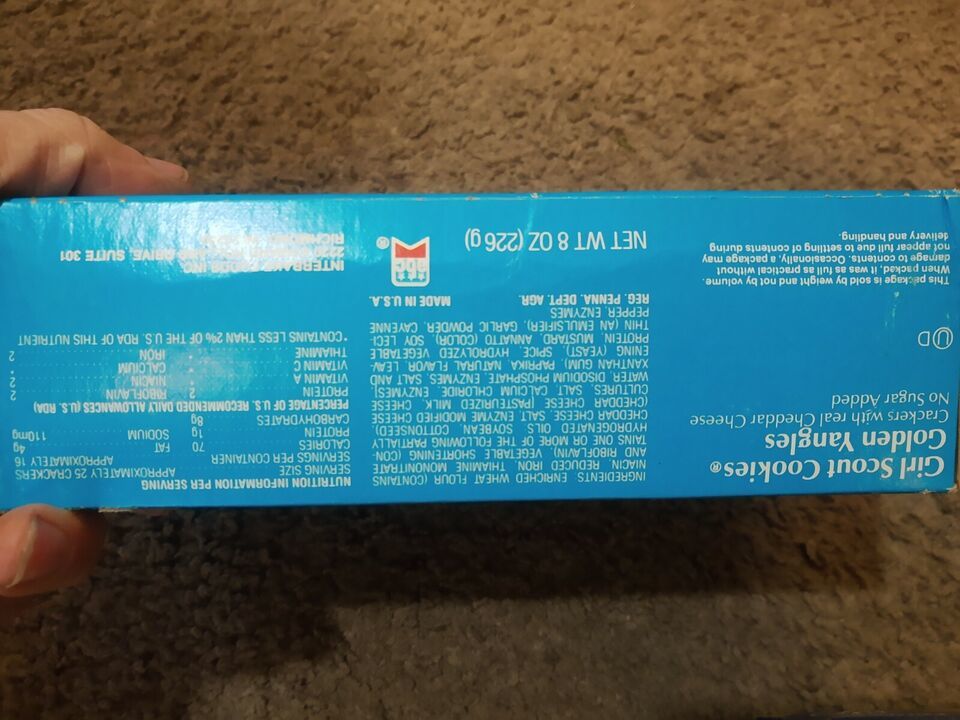 Girl Scout Cookies®
Golden Yangles
Crackers with real Cheddar Cheese
No Sugar Added
U D
This package is sold by weight and not by volume.
When packed, it was as full as practical without
damage to contents. Occasionally, a package may
not appear full due to settling of contents during
delivery and handling.
INGREDIENTS: ENRICHED WHEAT FLOUR (CONTAINS
NIACIN, REDUCED IRON, THIAMINE MONONITRATE
AND RIBOFLAVIN), VEGETABLE SHORTENING (CON-
TAINS ONE OR MORE OF THE FOLLOWING PARTIALLY
HYDROGENATED OILS: SOYBEAN, COTTONSEED),
CHEDDAR CHEESE, SALT, ENZYME MODIFIED CHEESE
(CHEDDAR CHEESE [PASTEURIZED MILK, CHEESE
CULTURES, SALT, CALCIUM CHLORIDE, ENZYMES],
WATER, DISODIUM PHOSPHATE, ENZYMES, SALT AND
XANTHAN GUM), PAPRIKA, NATURAL FLAVOR, LEAV-
ENING (YEAST), SPICE, HYDROLYZED VEGETABLE
PROTEIN, MUSTARD, ANNATTO (COLOR), SOY LECI-
THIN (AN EMULSIFIER), GARLIC POWDER, CAYENNE
PEPPER, ENZYMES.
REG. PENNA. DEPT. AGR. MADE IN U.S.A.
NET WT 8 OZ (226 g)
®
NUTRITION INFORMATION PER SERVING
SERVING SIZE APPROXIMATELY 25 CRACKERS
SERVINGS PER CONTAINER APPROXIMATELY 16
CALORIES 70 FAT 4g
PROTEIN 1g SODIUM 110mg
CARBOHYDRATES 8g
PERCENTAGE OF U.S. RECOMMENDED DAILY ALLOWANCES (U.S. RDA)
PROTEIN 2 RIBOFLAVIN 2
VITAMIN A * NIACIN 2
VITAMIN C * CALCIUM *
THIAMINE IRON 2
*CONTAINS LESS THAN 2% OF THE U.S. RDA OF THIS NUTRIENT
INTERBAKE FOODS INC.
DRIVE, SUITE 301
RICHMOND